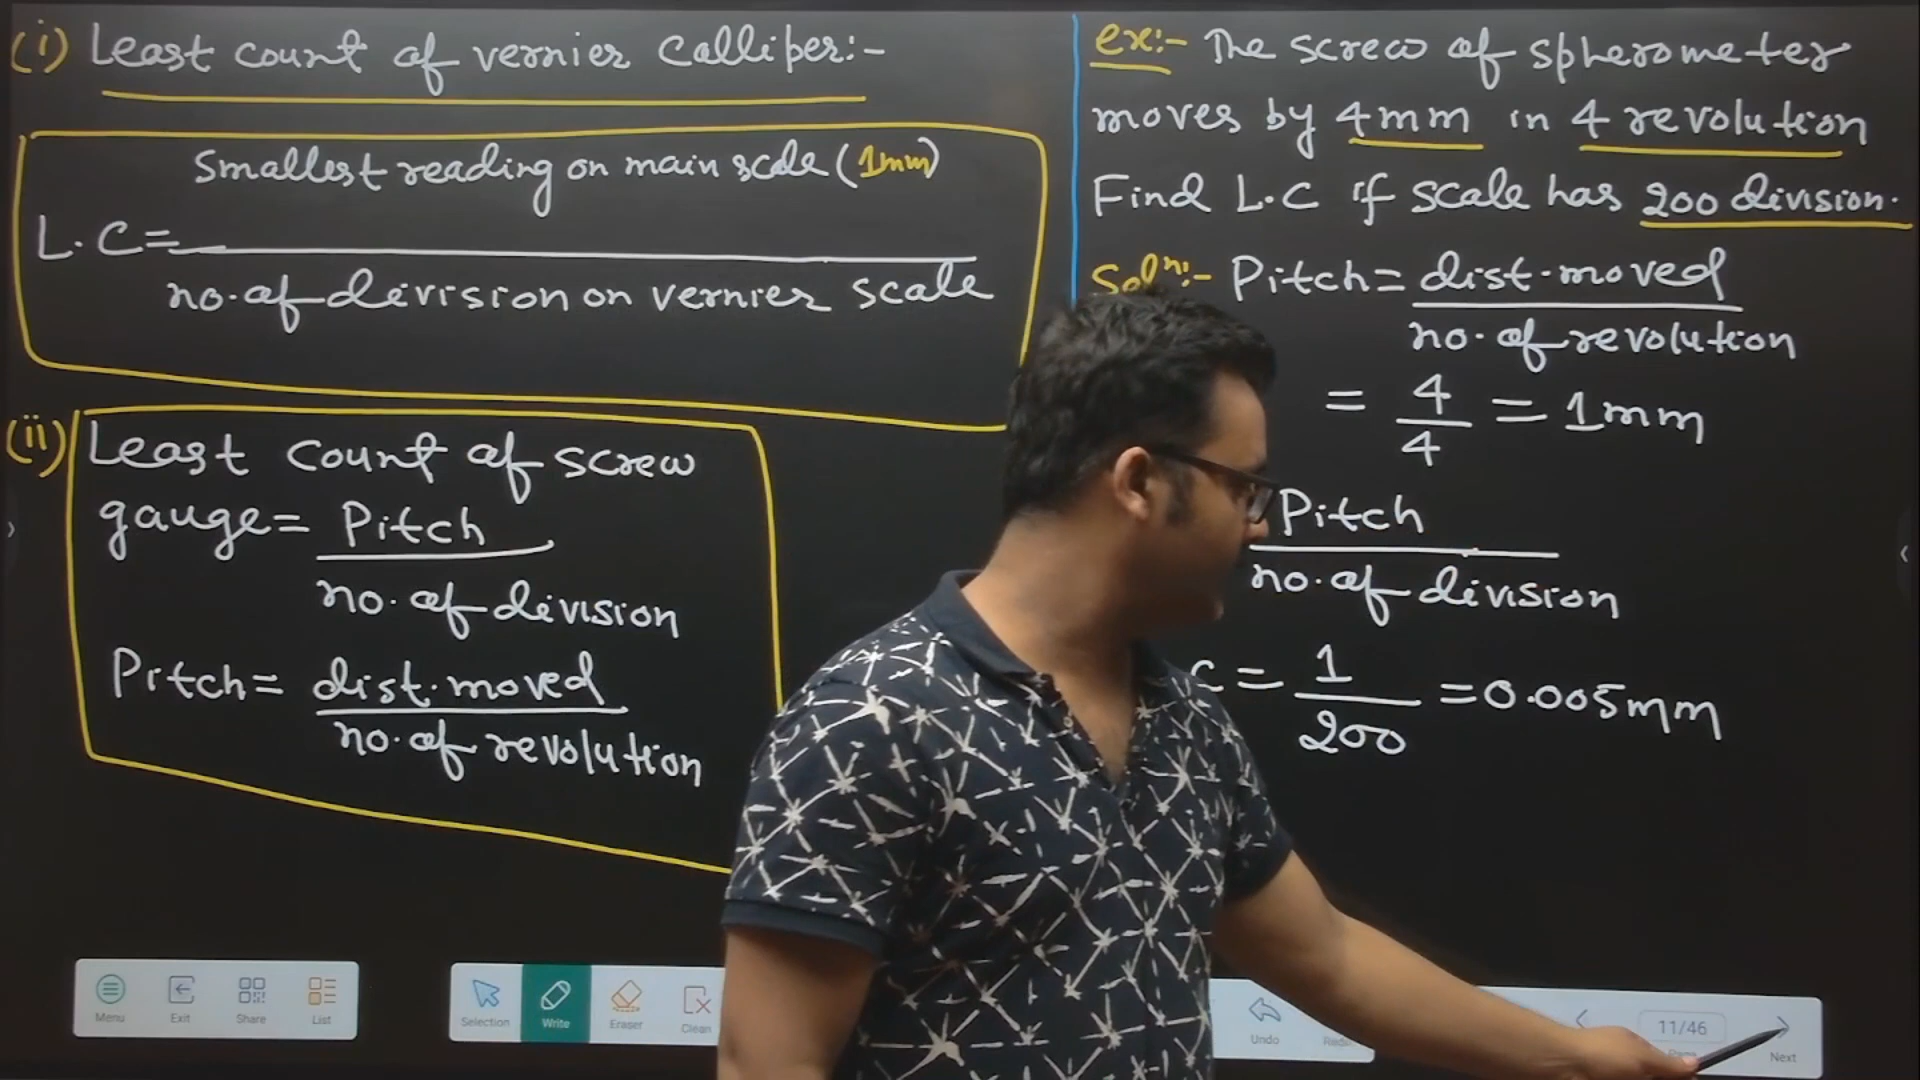 (i) Least count of vernier Calliper:-
Smallest reading on main scale (1mm)
L.C=
no.of division on vernier scale
(ii) Least count of screw
gauge= Pitch
no.of division
Pitch= dist.moved
no.of revolution
ex:- The screw of spherometer
moves by 4mm in 4 revolution
Find L.C if scale has 200 division.
Solⁿ:- Pitch= dist.moved
no.of revolution
= 4
4
= 1mm
Pitch
no.of division
C = 1
200
=0.005mm
Menu
Exit
Share
List
Selection
Write
Eraser
Clean
Undo
11/46
Next